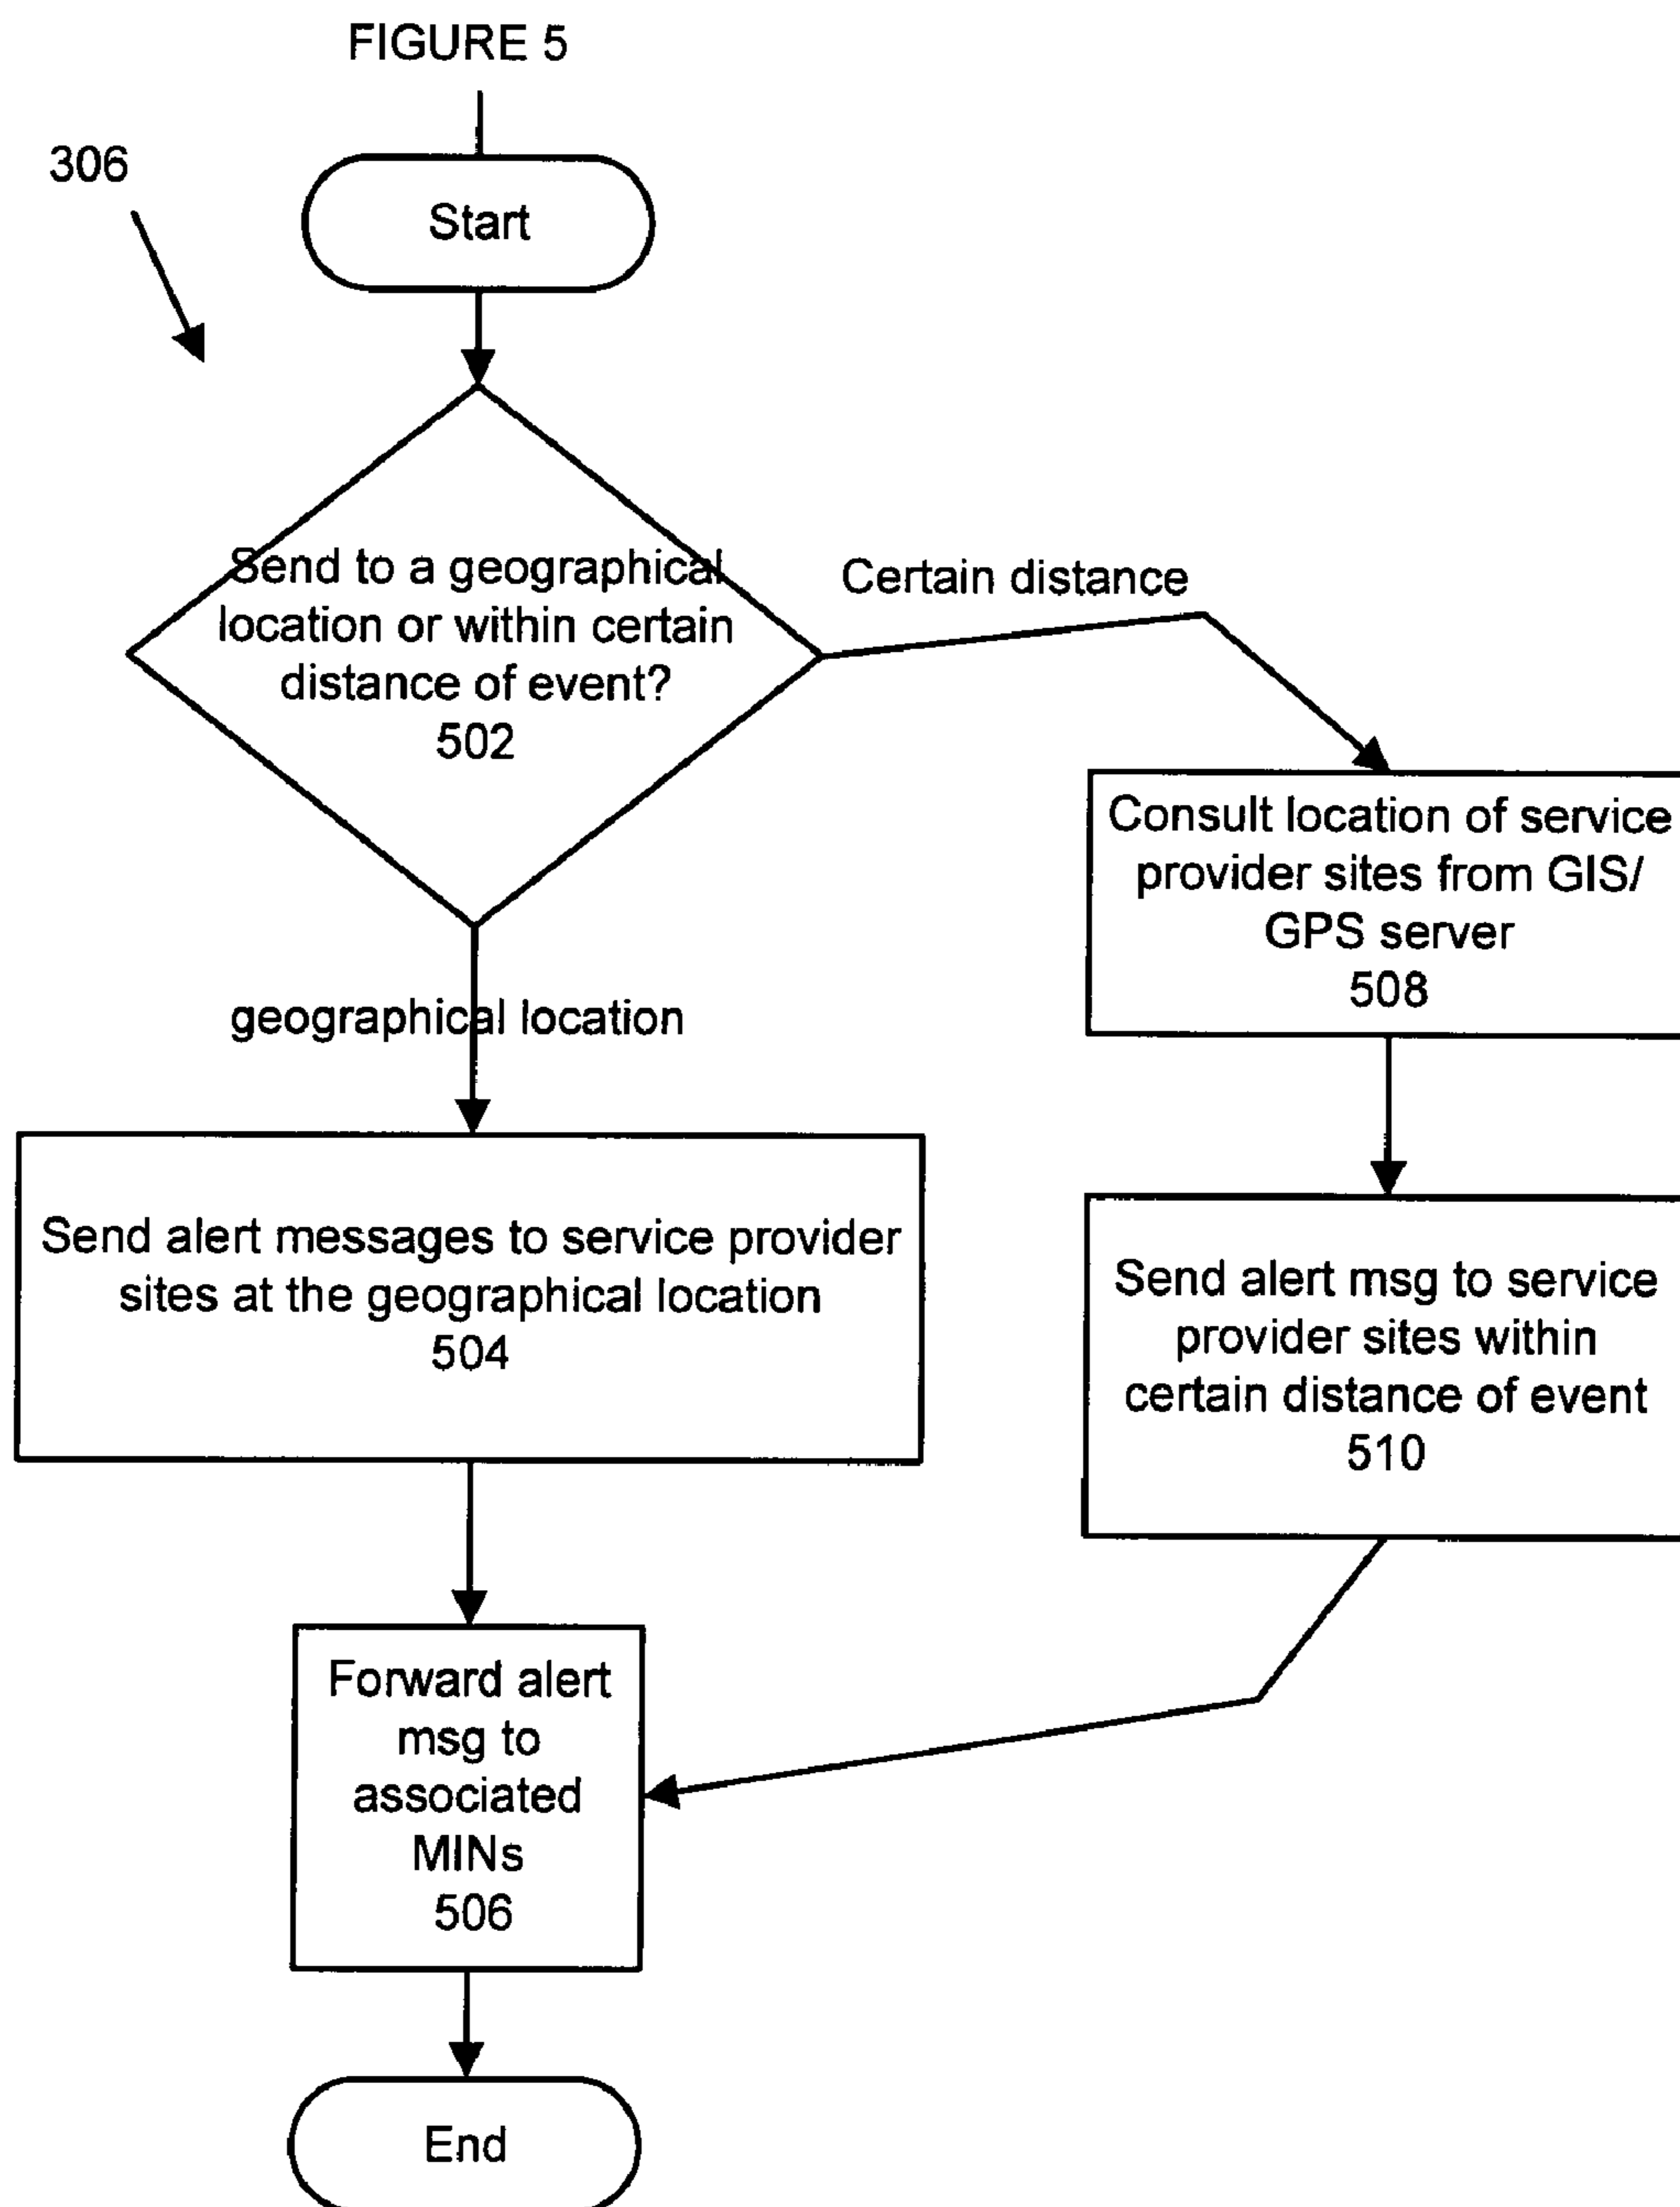 FIGURE 5
306
Start
Send to a geographical
location or within certain
distance of event?
502
Certain distance
Consult location of service
provider sites from GIS/
GPS server
508
geographical location
Send alert messages to service provider
sites at the geographical location
504
Send alert msg to service
provider sites within
certain distance of event
510
Forward alert
msg to
associated
MINs
506
End